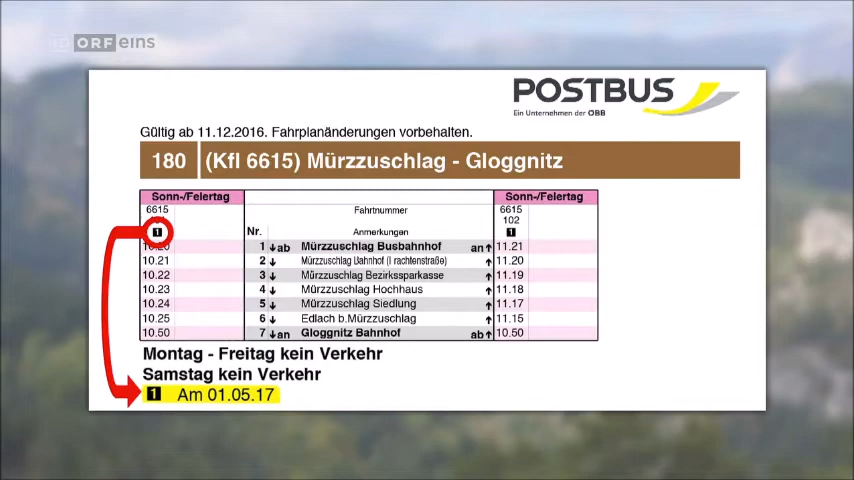 HD ORF eins
POSTBUS
Ein Unternehmen der ÖBB
Gültig ab 11.12.2016. Fahrplanänderungen vorbehalten.
180 (Kfl 6615) Mürzzuschlag - Gloggnitz
Sonn-/Feiertag Sonn-/Feiertag
6615 Fahrtnummer 6615
102
1 Nr. Anmerkungen 1
10.20 1 ↓ab Mürzzuschlag Busbahnhof an↑ 11.21
10.21 2 ↓ Mürzzuschlag Bahnhof ↑ 11.20
10.22 3 ↓ Mürzzuschlag Bezirkssparkasse ↑ 11.19
10.23 4 ↓ Mürzzuschlag Hochhaus ↑ 11.18
10.24 5 ↓ Mürzzuschlag Siedlung ↑ 11.17
10.25 6 ↓ Edlach b.Mürzzuschlag ↑ 11.15
10.50 7 ↓an Gloggnitz Bahnhof ab↑ 10.50
Montag - Freitag kein Verkehr
Samstag kein Verkehr
1 Am 01.05.17